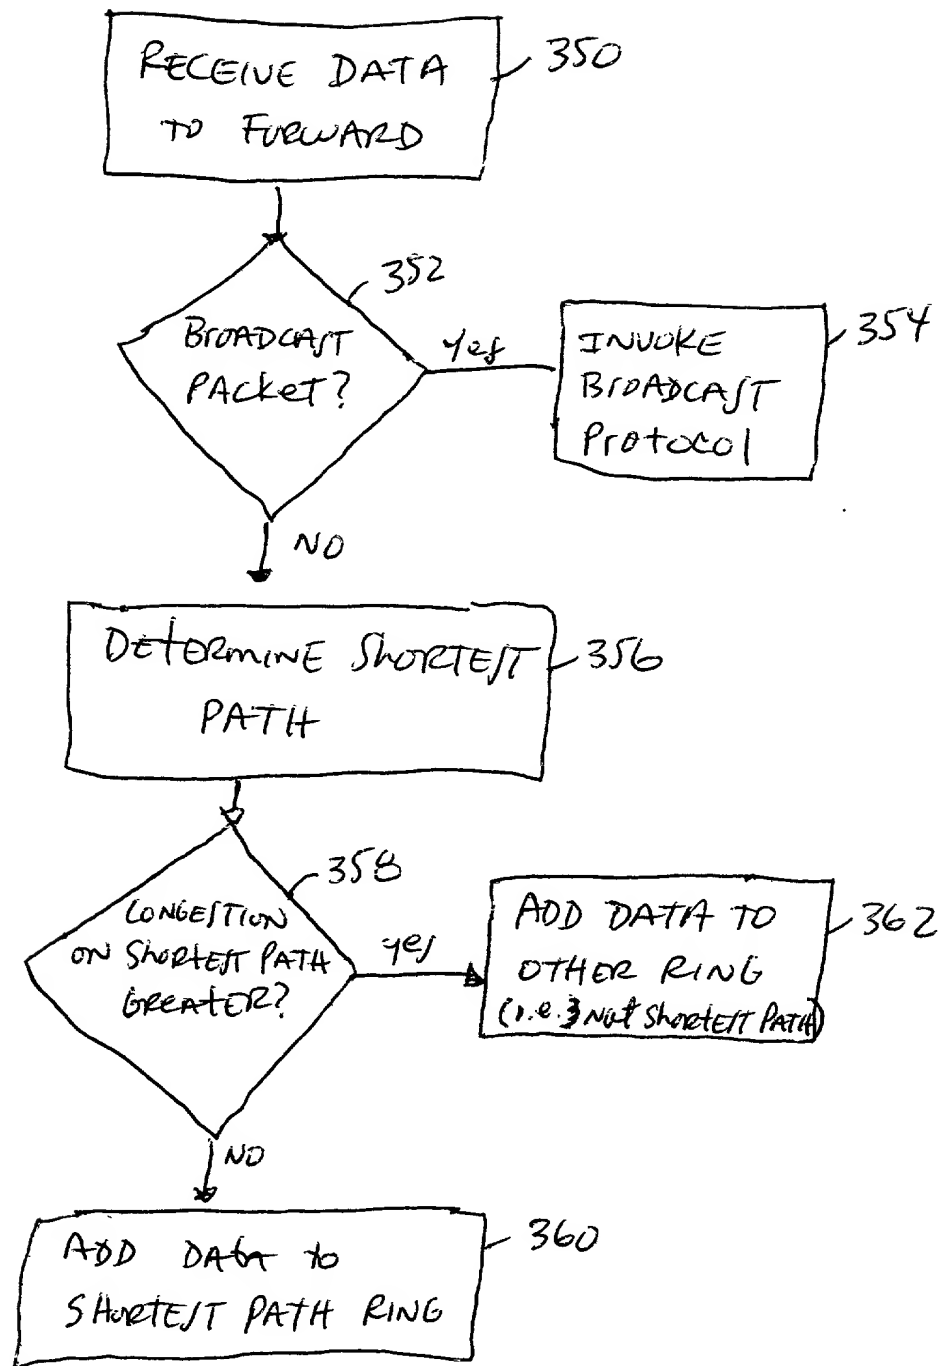 RECEIVE DATA
TO FORWARD
350
352
BROADCAST
PACKET?
Yes
INVOKE
BROADCAST
Protocol
354
NO
DETERMINE SHORTEST
PATH
356
358
CONGESTION
ON SHORTEST PATH
GREATER?
yes
ADD DATA TO
OTHER RING
(i.e., Not SHORTEST PATH)
362
NO
ADD DATA to
SHORTEST PATH RING
360